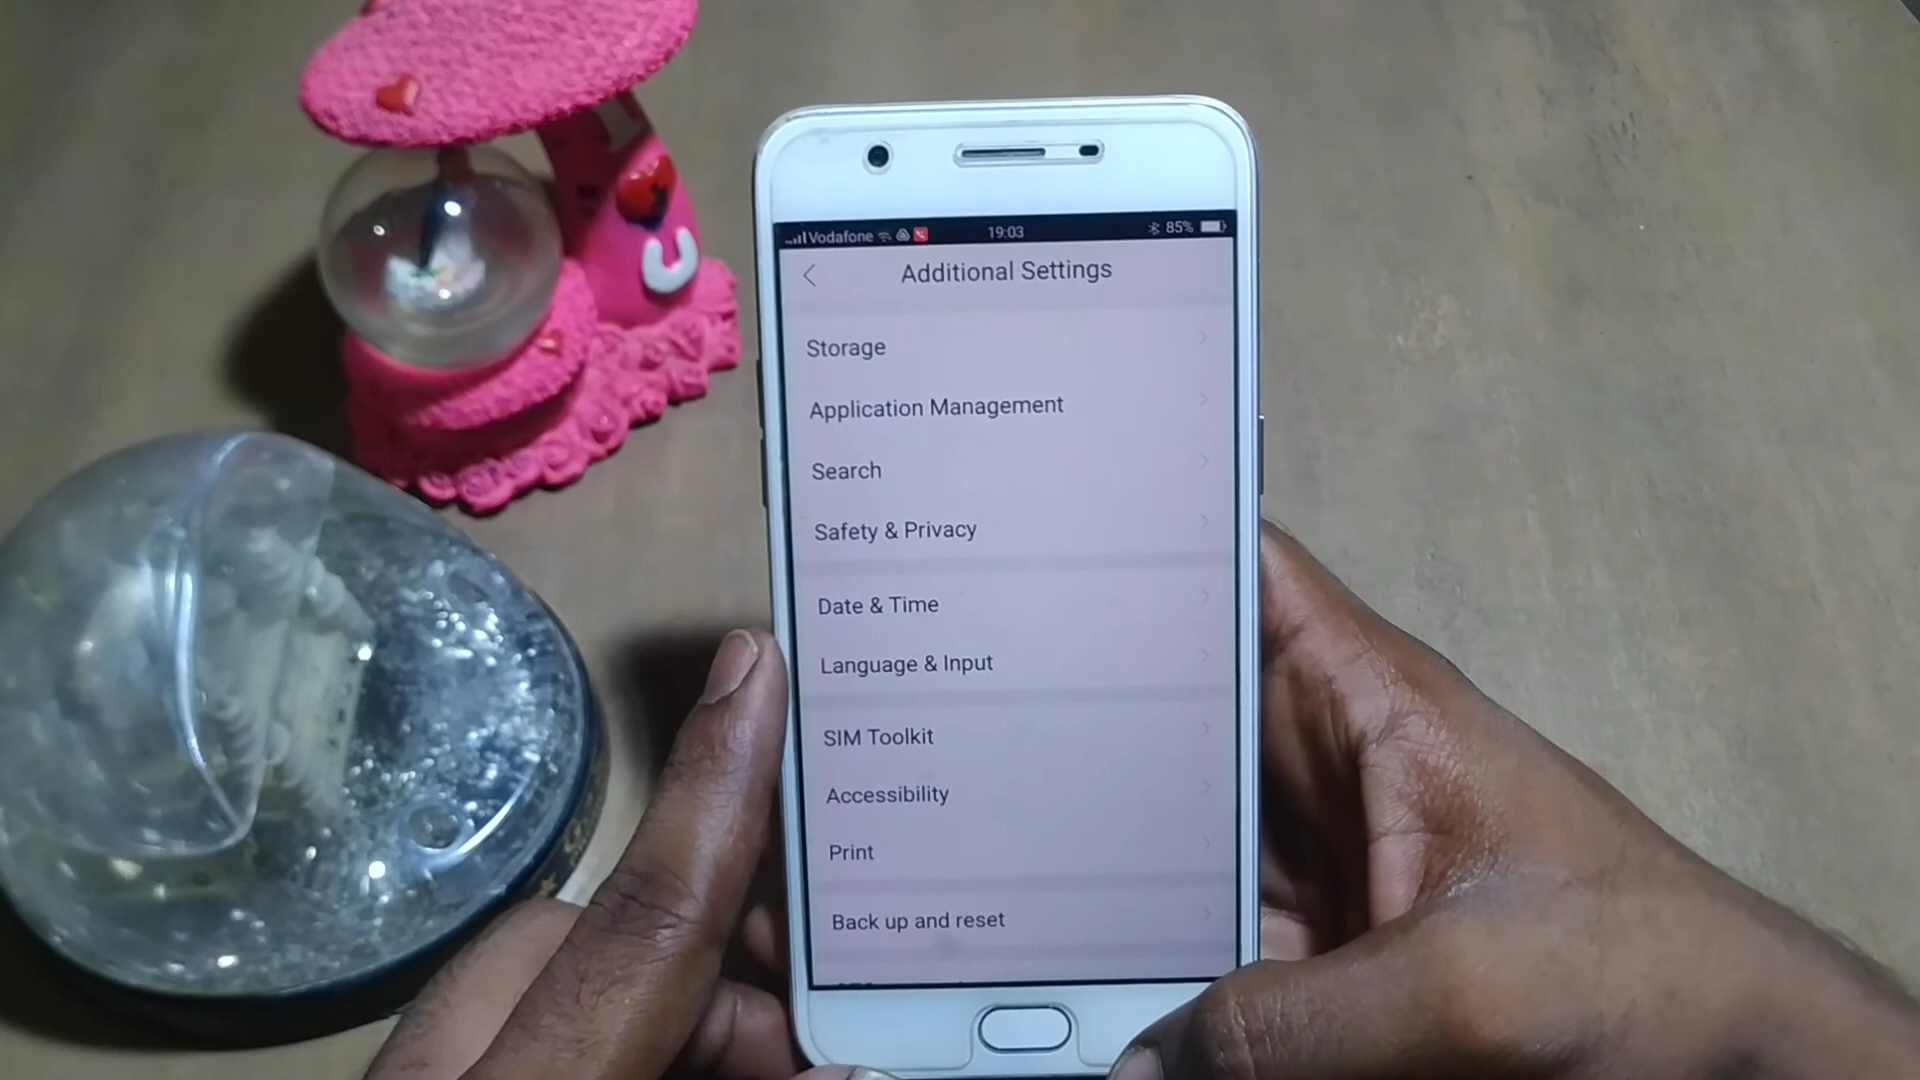 Vodafone 19:03 85%
Additional Settings
Storage
Application Management
Search
Safety & Privacy
Date & Time
Language & Input
SIM Toolkit
Accessibility
Print
Back up and reset
U